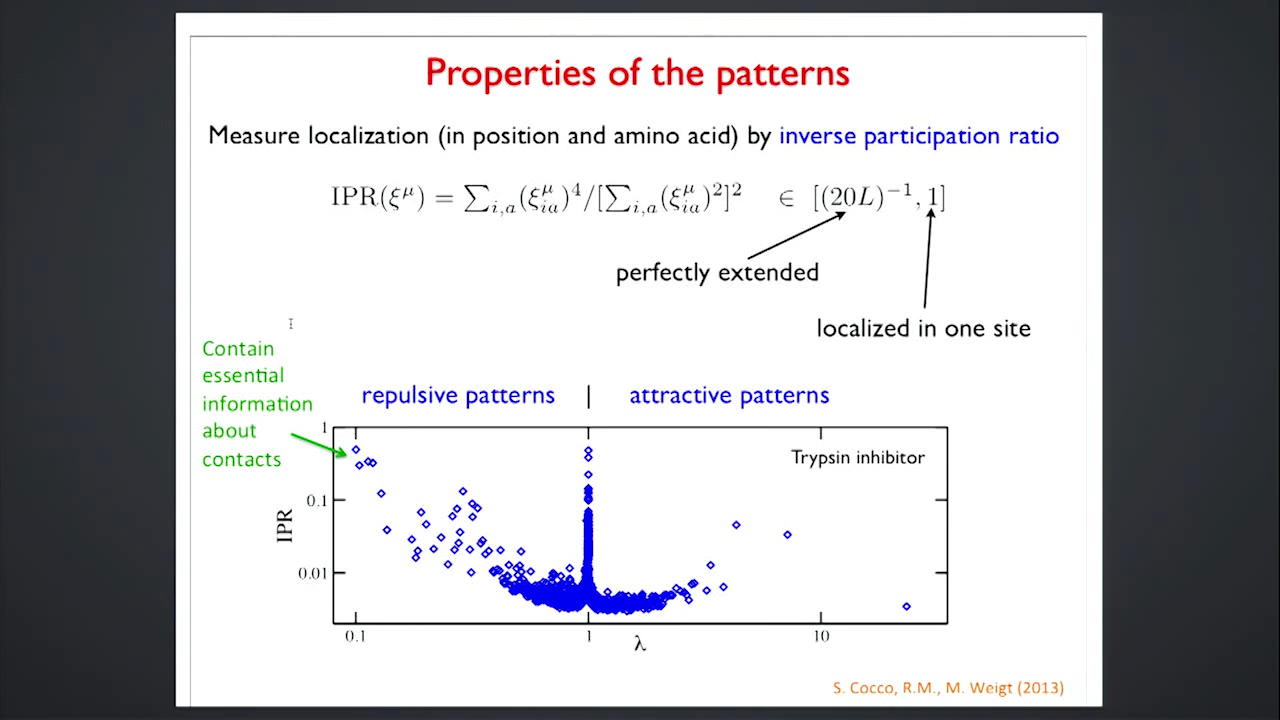 Properties of the patterns
Measure localization (in position and amino acid) by inverse participation ratio
IPR(ξ^μ) = ∑_{i,a}(ξ^μ_{ia})^4/[∑_{i,a}(ξ^μ_{ia})^2]^2 ∈ [(20L)^{-1}, 1]
perfectly extended
localized in one site
Contain
essential
information
about
contacts
repulsive patterns | attractive patterns
Trypsin inhibitor
IPR
1
0.1
0.01
0.1 1 10
λ
S. Cocco, R.M., M. Weigt (2013)